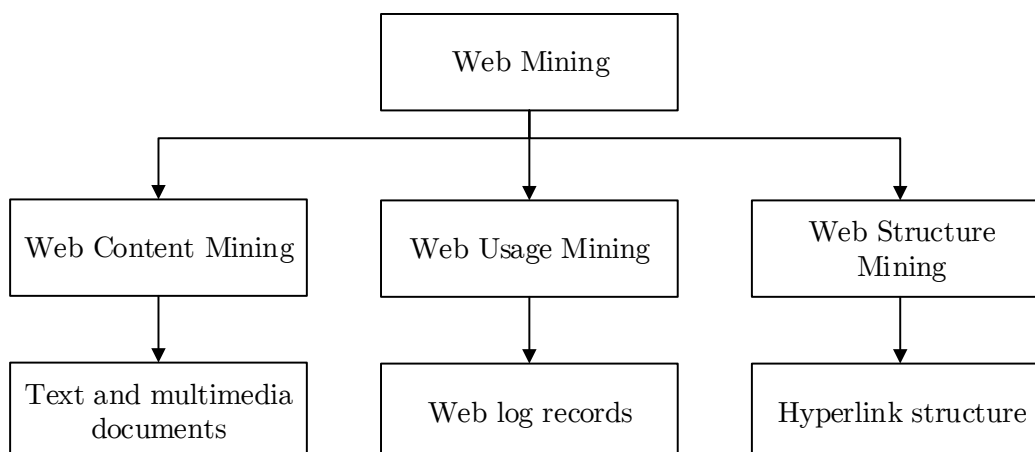 Web Mining
Web Content Mining
Web Usage Mining
Web Structure
Mining
Text and multimedia
documents
Web log records
Hyperlink structure